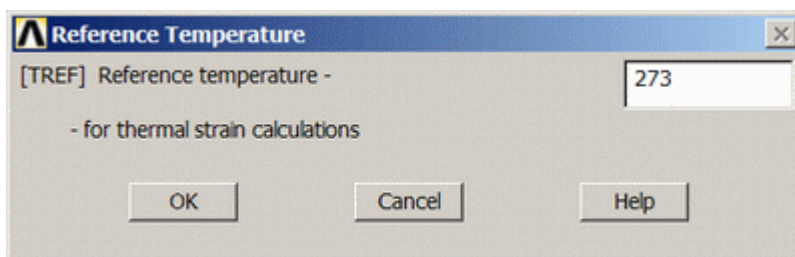 Reference Temperature
[TREF] Reference temperature - 273
- for thermal strain calculations
OK Cancel Help